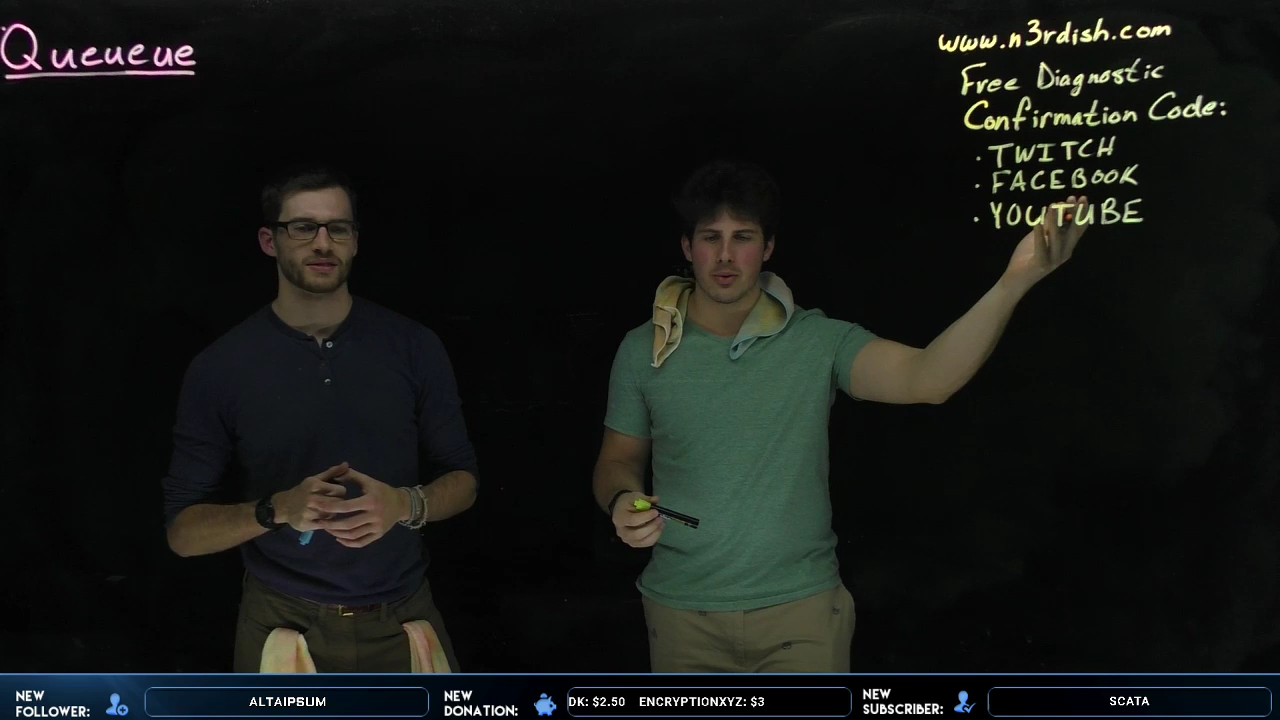 Queueue
www.n3rdish.com
Free Diagnostic
Confirmation Code:
· TWITCH
· FACEBOOK
· YOUTUBE
NEW FOLLOWER:
ALTAIPSUM
NEW DONATION:
DK: $2.50 ENCRYPTIONXYZ: $3
NEW SUBSCRIBER:
SCATA